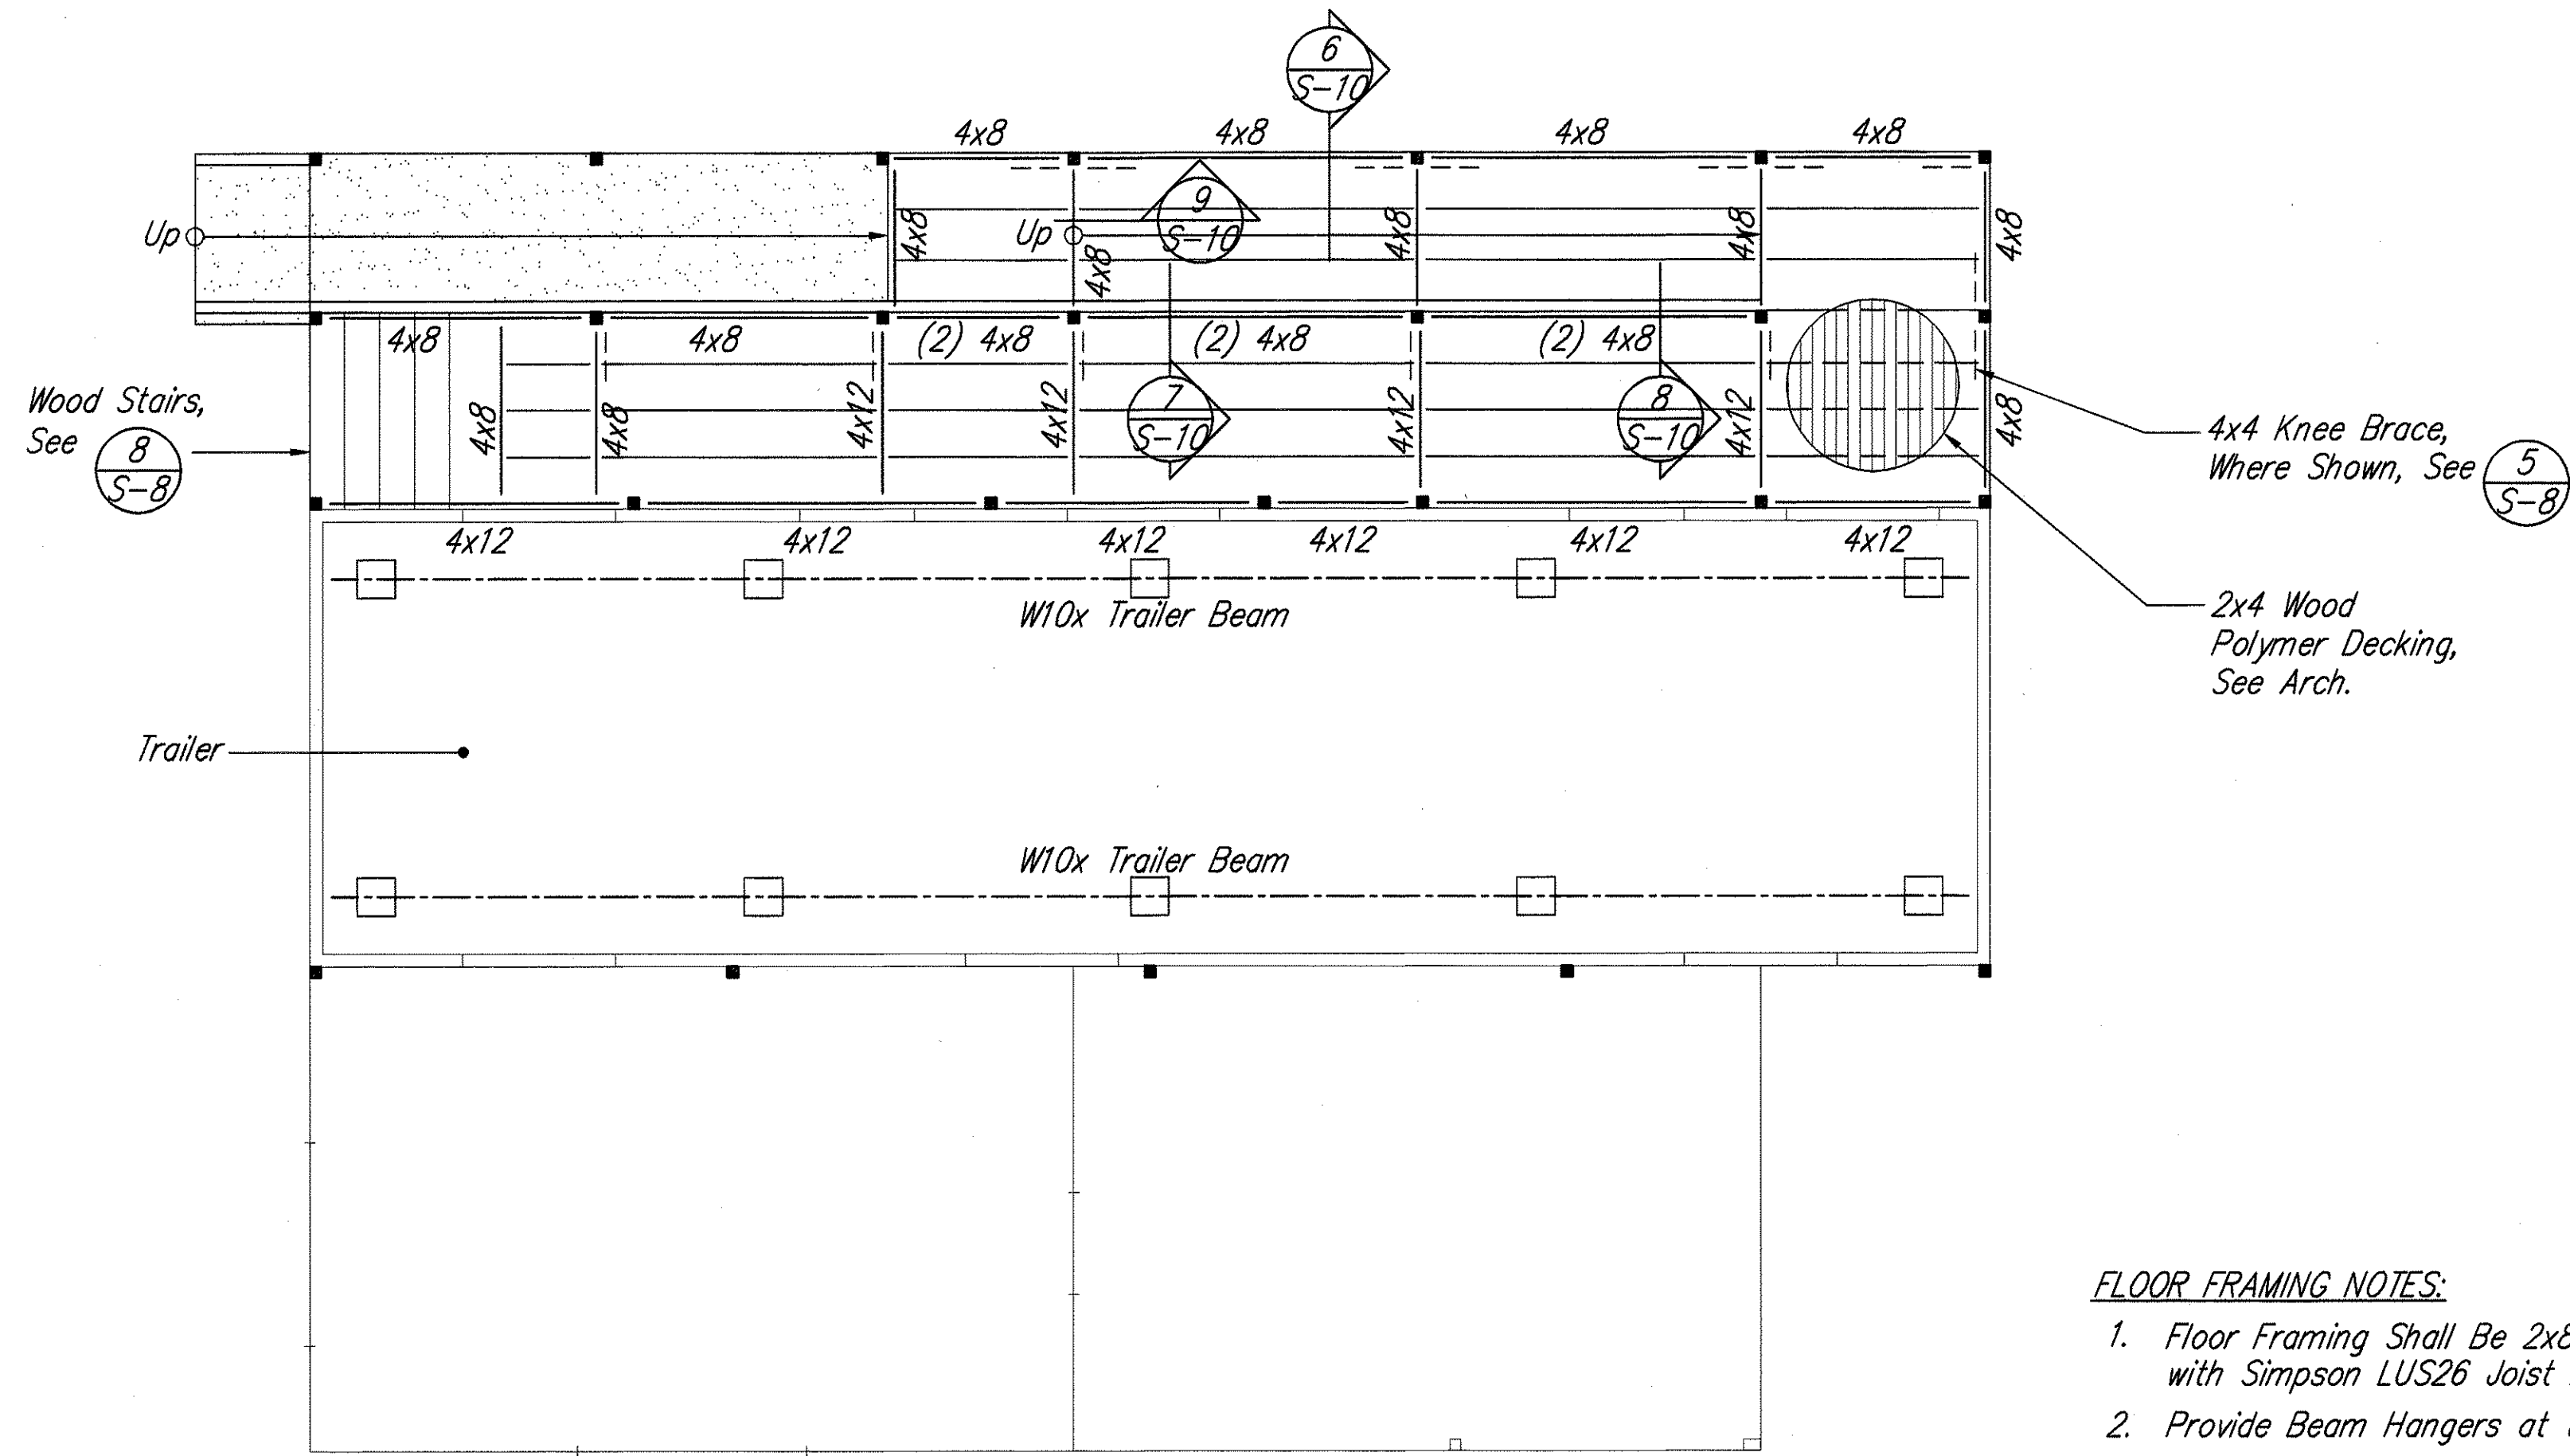 6
S-10
4x8
4x8
4x8
4x8
9
S-10
Up
4x8
Up
4x8
4x8
4x8
4x8
4x8
4x8
(2) 4x8
(2) 4x8
(2) 4x8
Wood Stairs,
See
8
S-8
4x8
4x8
4x12
4x12
7
S-10
4x12
8
S-10
4x12
4x8
4x4 Knee Brace,
Where Shown, See
5
S-8
4x12
4x12
4x12
4x12
4x12
4x12
W10x Trailer Beam
2x4 Wood
Polymer Decking,
See Arch.
Trailer
W10x Trailer Beam
FLOOR FRAMING NOTES:
1. Floor Framing Shall Be 2x8
with Simpson LUS26 Joist
2. Provide Beam Hangers at